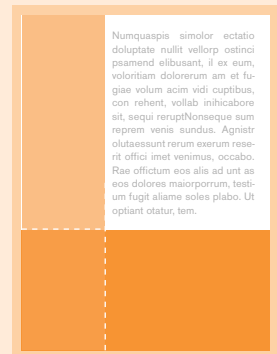 Numquaspis simolor ectatio
doluptate nullit vellorp ostinci
psamend elibusant, il ex eum,
voloritiam dolorerum am et fu-
giae volum acim vidi cuptibus,
con rehent, vollab inihicabore
sit, sequi reruptNonseque sum
reprem venis sundus. Agnistr
olutaessunt rerum exerum rese-
rit offici imet venimus, occabo.
Rae offictum eos alis ad unt as
eos dolores maiorporrum, testi-
um fugit aliame soles plabo. Ut
optiant otatur, tem.